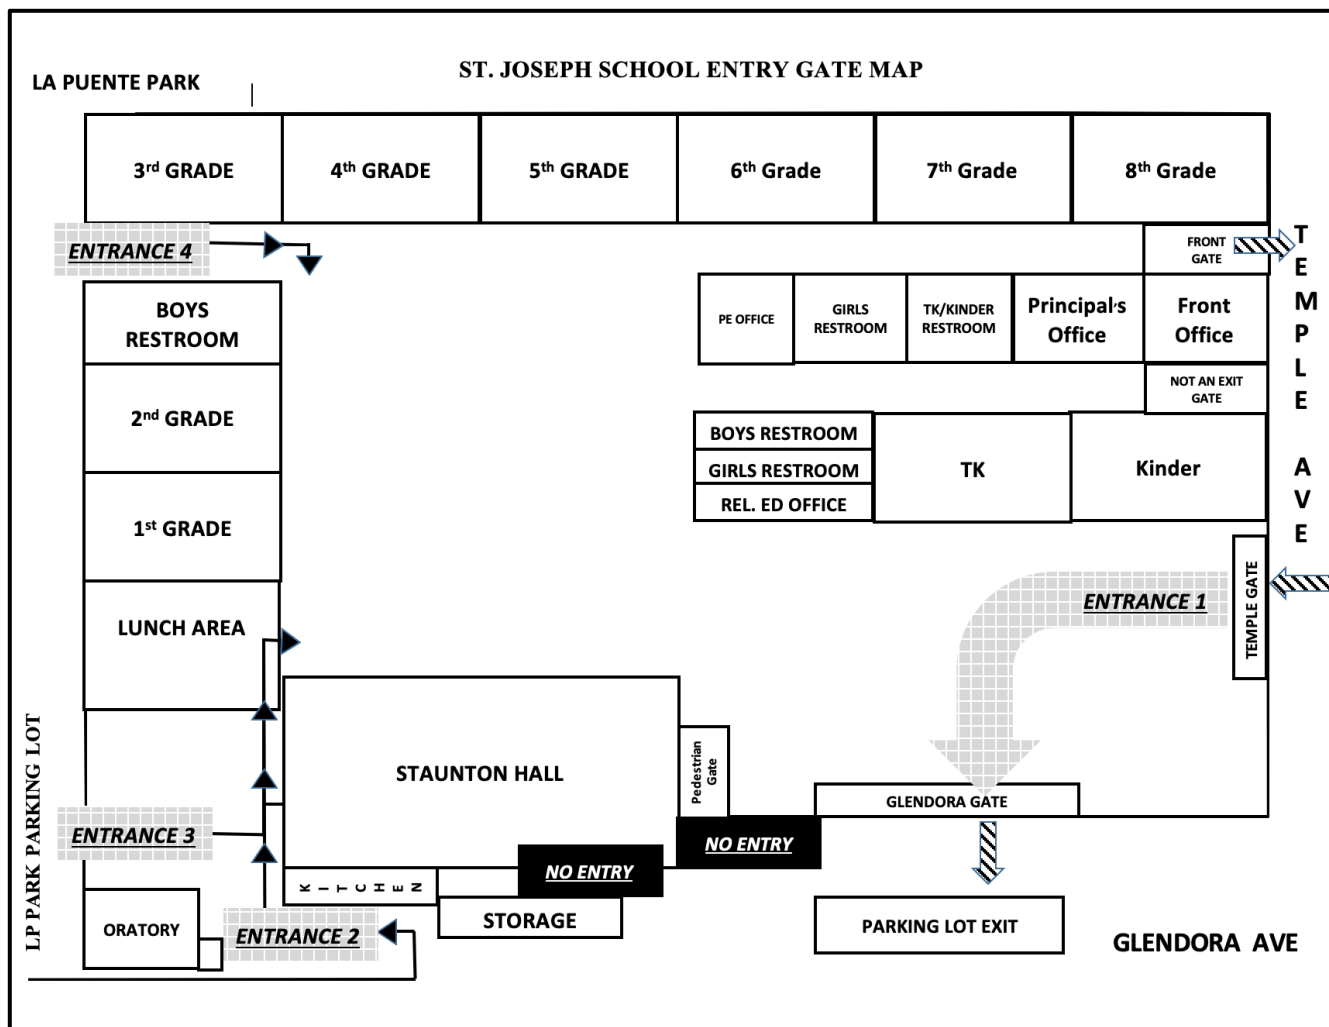 ST. JOSEPH SCHOOL ENTRY GATE MAP
LA PUENTE PARK
3rd GRADE
4th GRADE
5th GRADE
6th Grade
7th Grade
8th Grade
ENTRANCE 4
FRONT
GATE
TEMPLE AVE
BOYS
RESTROOM
PE OFFICE
GIRLS
RESTROOM
TK/KINDER
RESTROOM
Principal's
Office
Front
Office
NOT AN EXIT
GATE
2nd GRADE
BOYS RESTROOM
GIRLS RESTROOM
REL. ED OFFICE
TK
Kinder
1st GRADE
ENTRANCE 1
TEMPLE GATE
LUNCH AREA
STAUNTON HALL
Pedestrian
Gate
GLENDORA GATE
LP PARK PARKING LOT
ENTRANCE 3
NO ENTRY
NO ENTRY
KITCHEN
STORAGE
ORATORY
ENTRANCE 2
PARKING LOT EXIT
GLENDORA AVE